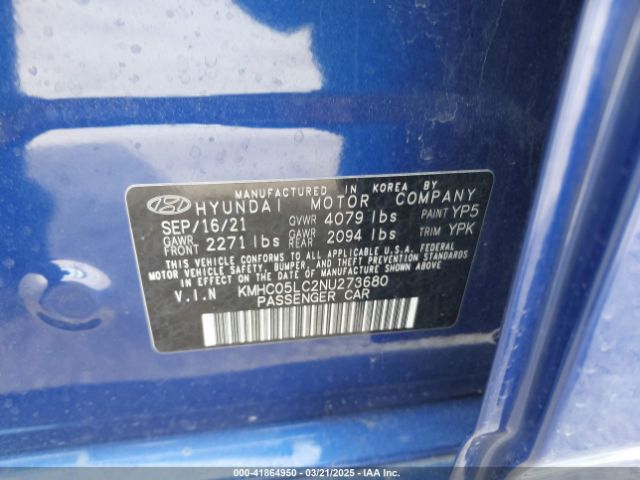 MANUFACTURED IN KOREA BY
HYUNDAI MOTOR COMPANY
SEP/16/21 GVWR 4079 lbs PAINT YP5
GAWR FRONT 2271 lbs GAWR REAR 2094 lbs TRIM YPK
THIS VEHICLE CONFORMS TO ALL APPLICABLE U.S.A. FEDERAL
MOTOR VEHICLE SAFETY, BUMPER, AND THEFT PREVENTION STANDARDS
IN EFFECT ON THE DATE OF MANUFACTURE SHOWN ABOVE.
V.I.N KMHC05LC2NU273680
PASSENGER CAR
000-41864950 - 03/21/2025 - IAA Inc.